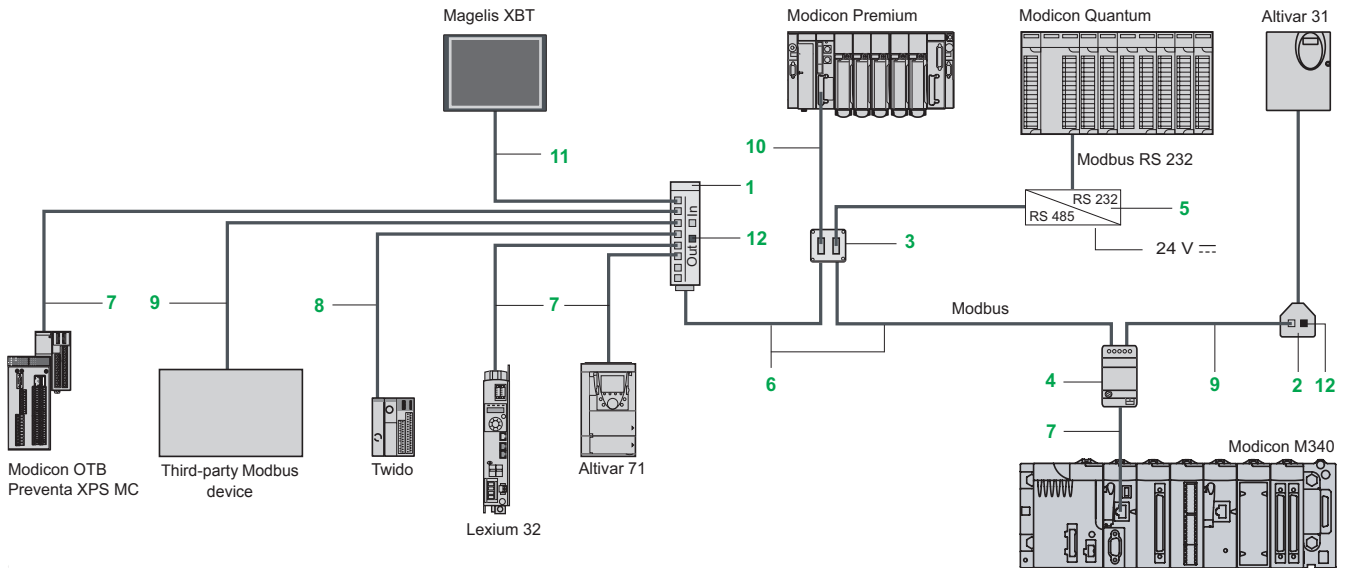 Magelis XBT
Modicon Premium
Modicon Quantum
Altivar 31
11
10
Modbus RS 232
1
In
Out
12
3
RS 232
RS 485
5
24 V
7
9
8
7
Modbus
6
4
9
2
12
7
Modicon OTB
Preventa XPS MC
Third-party Modbus
device
Twido
Lexium 32
Altivar 71
Modicon M340